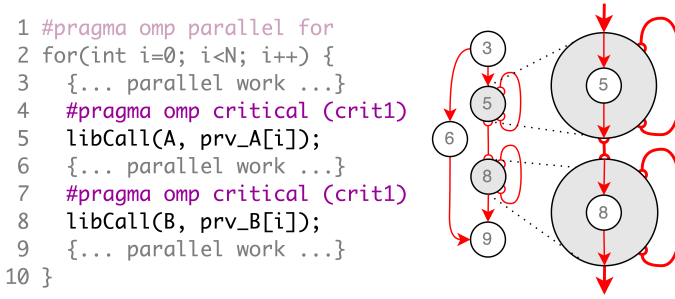 1 #pragma omp parallel for
2 for(int i=0; i<N; i++) {
3   {... parallel work ...}
4   #pragma omp critical (crit1)
5   libCall(A, prv_A[i]);
6   {... parallel work ...}
7   #pragma omp critical (crit1)
8   libCall(B, prv_B[i]);
9   {... parallel work ...}
10 }
3
5
6
8
9
5
8